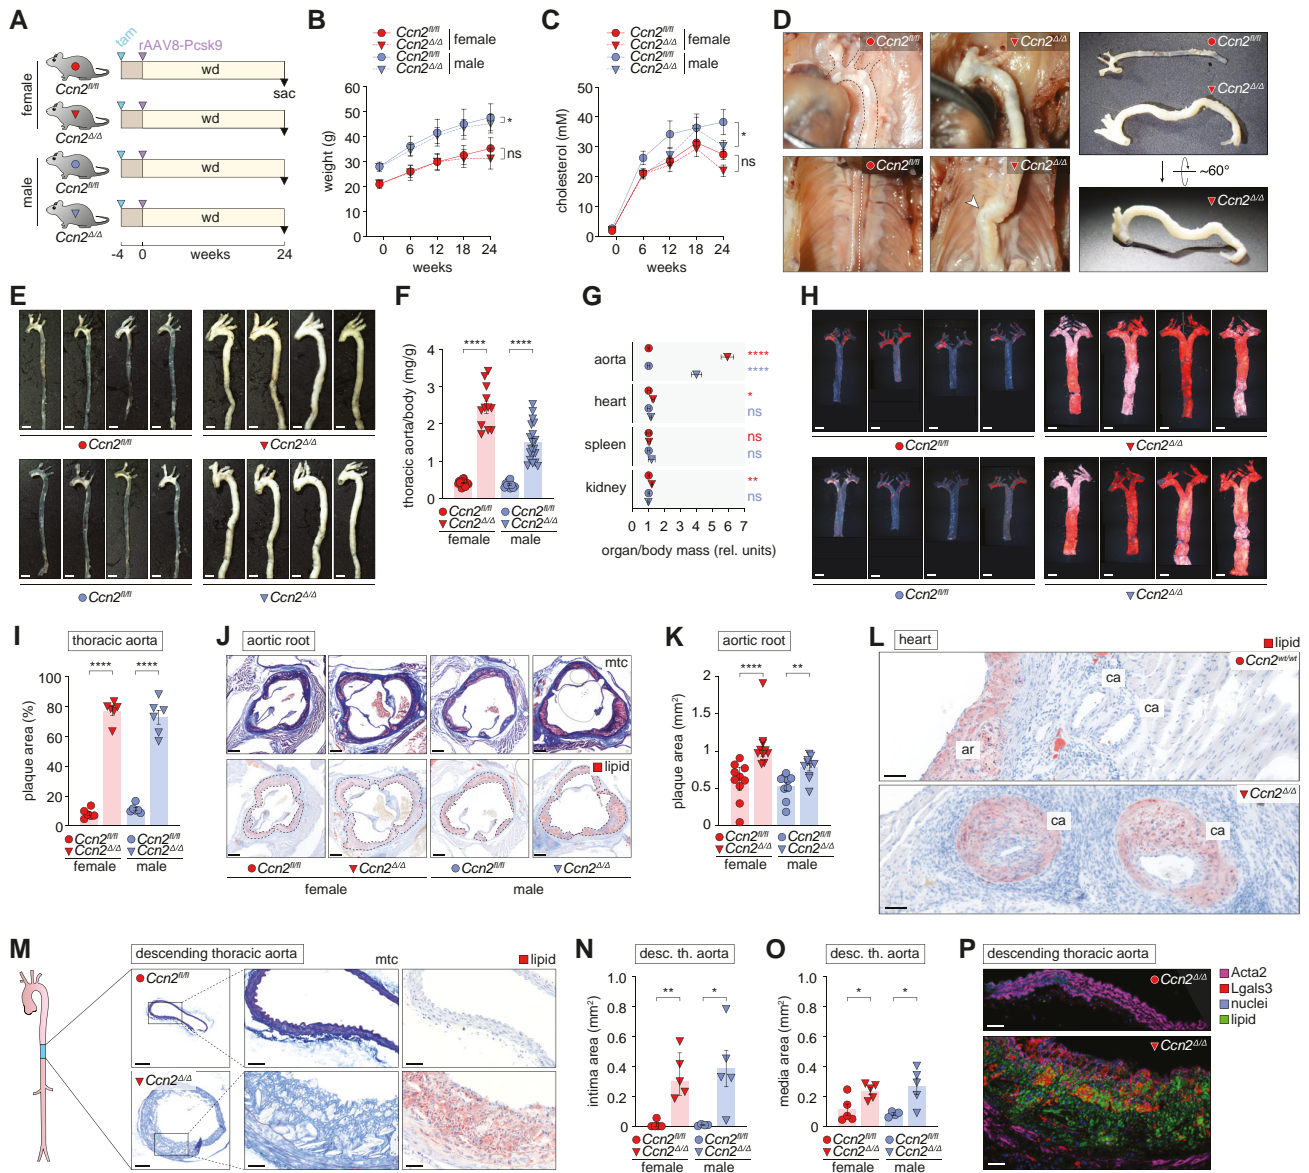 A
tam
rAAV8-Pcsk9
female
male
Ccn2fl/fl
Ccn2Δ/Δ
Ccn2fl/fl
Ccn2Δ/Δ
wd
sac
wd
wd
wd
-4 0 weeks 24
B
Ccn2fl/fl
Ccn2Δ/Δ
female
Ccn2fl/fl
Ccn2Δ/Δ
male
weight (g)
60
50
40
30
20
10
0
*
ns
0 6 12 18 24
weeks
C
Ccn2fl/fl
Ccn2Δ/Δ
female
Ccn2fl/fl
Ccn2Δ/Δ
male
cholesterol (mM)
50
40
30
20
10
0
*
ns
0 6 12 18 24
weeks
D
Ccn2fl/fl
Ccn2Δ/Δ
Ccn2fl/fl
Ccn2Δ/Δ
Ccn2fl/fl
Ccn2Δ/Δ
~60°
Ccn2Δ/Δ
E
Ccn2fl/fl
Ccn2Δ/Δ
Ccn2fl/fl
Ccn2Δ/Δ
F
thoracic aorta/body (mg/g)
4
3
2
1
0
**** ****
Ccn2fl/fl Ccn2fl/fl
Ccn2Δ/Δ Ccn2Δ/Δ
female male
G
aorta
****
****
heart
*
ns
spleen
ns
ns
kidney
**
ns
0 1 2 3 4 5 6 7
organ/body mass (rel. units)
H
Ccn2fl/fl
Ccn2Δ/Δ
Ccn2fl/fl
Ccn2Δ/Δ
I
thoracic aorta
plaque area (%)
100
80
60
40
20
0
**** ****
Ccn2fl/fl Ccn2fl/fl
Ccn2Δ/Δ Ccn2Δ/Δ
female male
J
aortic root
mtc
lipid
Ccn2fl/fl Ccn2Δ/Δ Ccn2fl/fl Ccn2Δ/Δ
female male
K
aortic root
plaque area (mm2)
2
1.5
1
0.5
0
**** **
Ccn2fl/fl Ccn2fl/fl
Ccn2Δ/Δ Ccn2Δ/Δ
female male
L
heart
lipid
Ccn2wt/wt
ca
ca
ar
Ccn2Δ/Δ
ca
ca
M
descending thoracic aorta
mtc
lipid
Ccn2fl/fl
Ccn2Δ/Δ
N
desc. th. aorta
intima area (mm2)
1.0
0.8
0.6
0.4
0.2
0
** *
Ccn2fl/fl Ccn2fl/fl
Ccn2Δ/Δ Ccn2Δ/Δ
female male
O
desc. th. aorta
media area (mm2)
1.0
0.8
0.6
0.4
0.2
0
* *
Ccn2fl/fl Ccn2fl/fl
Ccn2Δ/Δ Ccn2Δ/Δ
female male
P
descending thoracic aorta
Ccn2Δ/Δ
Ccn2Δ/Δ
Acta2
Lgals3
nuclei
lipid